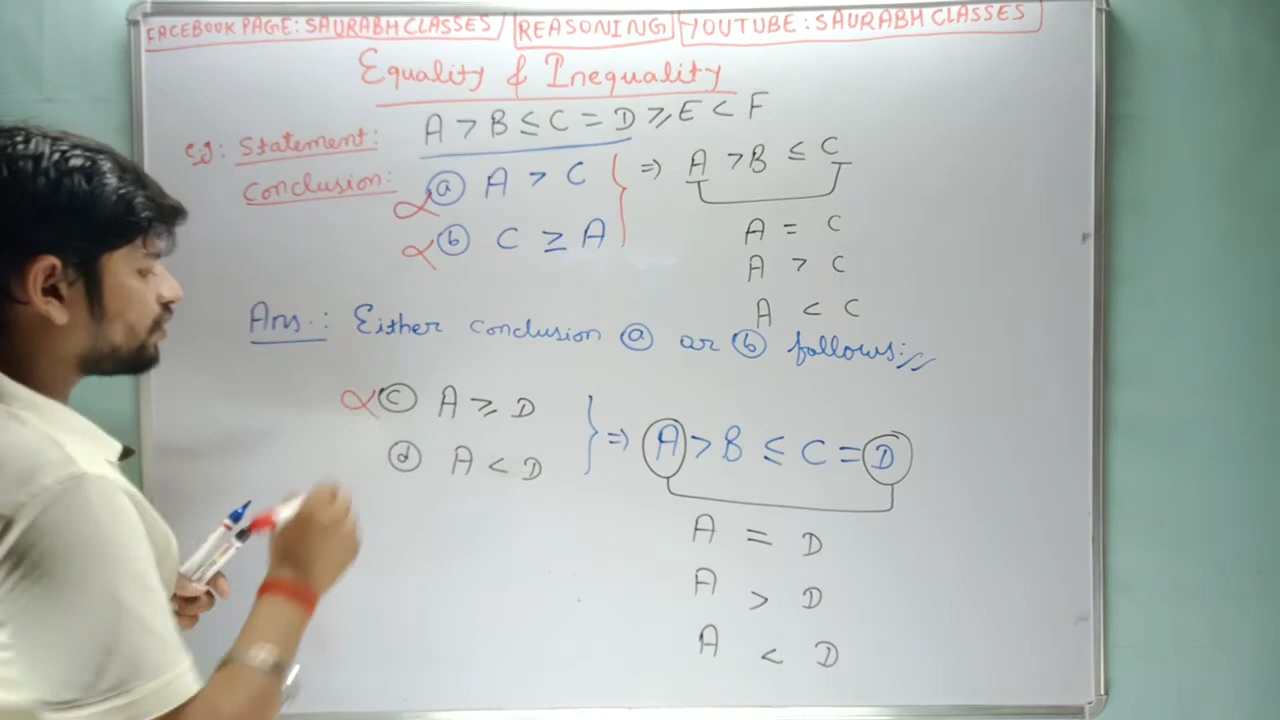 FACEBOOK PAGE: SAURABH CLASSES REASONING YOUTUBE: SAURABH CLASSES
Equality & Inequality
e.g: Statement: A > B ≤ C = D ≥ E < F
Conclusion: (a) A > C } ⇒ A > B ≤ C
(b) C ≥ A
A = C
A > C
A < C
Ans.: Either conclusion (a) or (b) follows.
(c) A ≥ D
(d) A < D } ⇒ A > B ≤ C = D
A = D
A > D
A < D